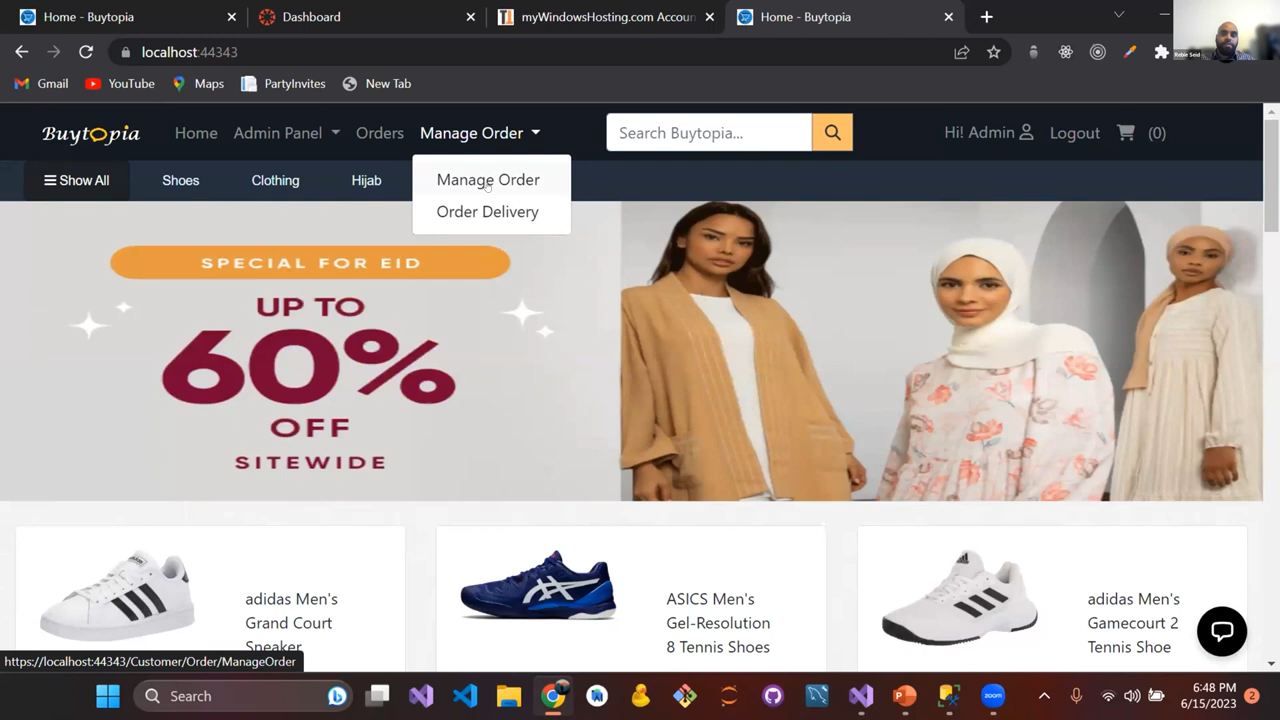 Home - Buytopia
Dashboard
myWindowsHosting.com Accoun
Home - Buytopia
localhost:44343
Gmail
YouTube
Maps
PartyInvites
New Tab
Robie Seid
Buytopia
Home
Admin Panel
Orders
Manage Order
Search Buytopia...
Hi! Admin
Logout
(0)
Show All
Shoes
Clothing
Hijab
Manage Order
Order Delivery
SPECIAL FOR EID
UP TO
60%
OFF
SITEWIDE
adidas Men's
Grand Court
Sneaker
ASICS Men's
Gel-Resolution
8 Tennis Shoes
adidas Men's
Gamecourt 2
Tennis Shoe
https://localhost:44343/Customer/Order/ManageOrder
Search
6:48 PM
6/15/2023
2